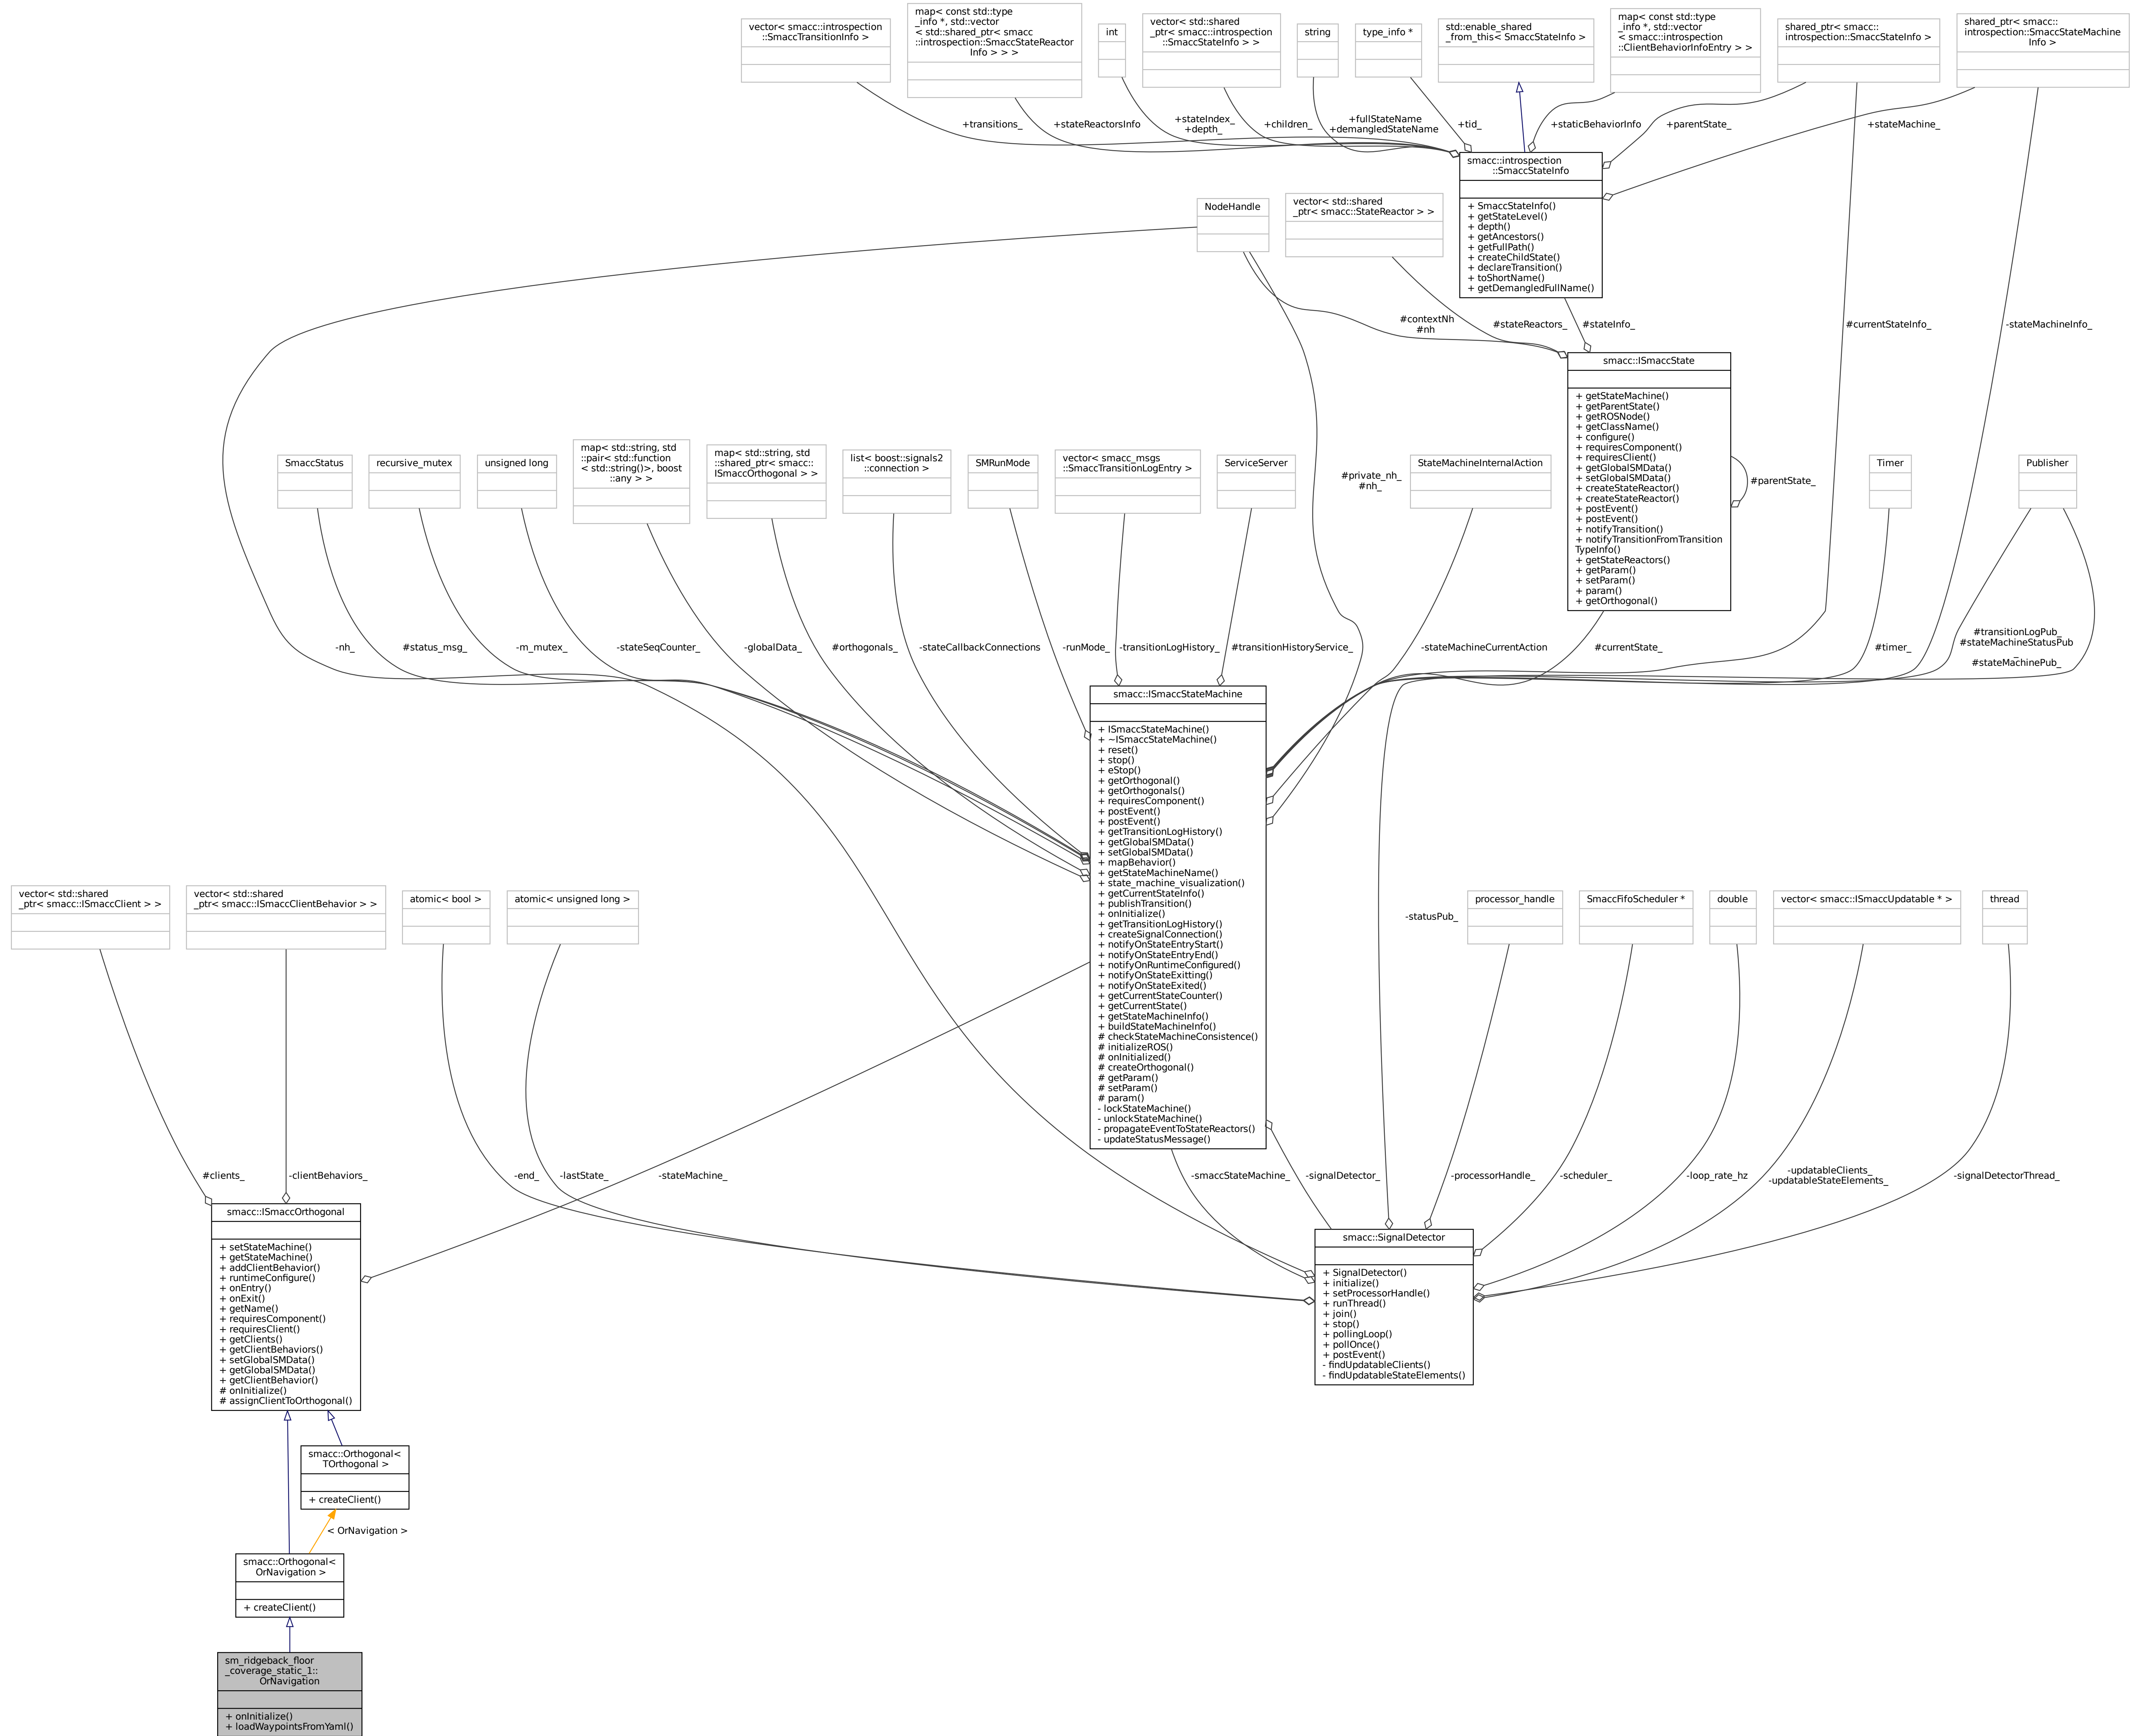 vector< smacc::introspection
::SmaccTransitionInfo >
map< const std::type
_info *, std::vector
< std::shared_ptr< smacc
::introspection::SmaccStateReactor
Info > > >
int
vector< std::shared
_ptr< smacc::introspection
::SmaccStateInfo > >
string
type_info *
std::enable_shared
_from_this< SmaccStateInfo >
map< const std::type
_info *, std::vector
< smacc::introspection
::ClientBehaviorInfoEntry > >
shared_ptr< smacc::
introspection::SmaccStateInfo >
shared_ptr< smacc::
introspection::SmaccStateMachine
Info >
+transitions_
+stateReactorsInfo
+stateIndex_
+depth_
+children_
+fullStateName
+demangledStateName
+tid_
+staticBehaviorInfo
+parentState_
+stateMachine_
smacc::introspection
::SmaccStateInfo
+ SmaccStateInfo()
+ getStateLevel()
+ depth()
+ getAncestors()
+ getFullPath()
+ createChildState()
+ declareTransition()
+ toShortName()
+ getDemangledFullName()
NodeHandle
vector< std::shared
_ptr< smacc::StateReactor > >
#contextNh
#nh
#stateReactors_
#stateInfo_
#currentStateInfo_
-stateMachineInfo_
smacc::ISmaccState
+ getStateMachine()
+ getParentState()
+ getROSNode()
+ getClassName()
+ configure()
+ requiresComponent()
+ requiresClient()
+ getGlobalSMData()
+ setGlobalSMData()
+ createStateReactor()
+ createStateReactor()
+ postEvent()
+ postEvent()
+ notifyTransition()
+ notifyTransitionFromTransition
TypeInfo()
+ getStateReactors()
+ getParam()
+ setParam()
+ param()
+ getOrthogonal()
#parentState_
SmaccStatus
recursive_mutex
unsigned long
map< std::string, std
::pair< std::function
< std::string()>, boost
::any > >
map< std::string, std
::shared_ptr< smacc::
ISmaccOrthogonal > >
list< boost::signals2
::connection >
SMRunMode
vector< smacc_msgs
::SmaccTransitionLogEntry >
ServiceServer
#private_nh_
#nh_
StateMachineInternalAction
Timer
Publisher
-nh_
#status_msg_
-m_mutex_
-stateSeqCounter_
-globalData_
#orthogonals_
-stateCallbackConnections
-runMode_
-transitionLogHistory_
#transitionHistoryService_
-stateMachineCurrentAction
#currentState_
#timer_
#transitionLogPub_
#stateMachineStatusPub
_
#stateMachinePub_
smacc::ISmaccStateMachine
+ ISmaccStateMachine()
+ ~ISmaccStateMachine()
+ reset()
+ stop()
+ eStop()
+ getOrthogonal()
+ getOrthogonals()
+ requiresComponent()
+ postEvent()
+ postEvent()
+ getTransitionLogHistory()
+ getGlobalSMData()
+ setGlobalSMData()
+ mapBehavior()
+ getStateMachineName()
+ state_machine_visualization()
+ getCurrentStateInfo()
+ publishTransition()
+ onInitialize()
+ getTransitionLogHistory()
+ createSignalConnection()
+ notifyOnStateEntryStart()
+ notifyOnStateEntryEnd()
+ notifyOnRuntimeConfigured()
+ notifyOnStateExitting()
+ notifyOnStateExited()
+ getCurrentStateCounter()
+ getCurrentState()
+ getStateMachineInfo()
+ buildStateMachineInfo()
# checkStateMachineConsistence()
# initializeROS()
# onInitialized()
# createOrthogonal()
# getParam()
# setParam()
# param()
- lockStateMachine()
- unlockStateMachine()
- propagateEventToStateReactors()
- updateStatusMessage()
vector< std::shared
_ptr< smacc::ISmaccClient > >
vector< std::shared
_ptr< smacc::ISmaccClientBehavior > >
atomic< bool >
atomic< unsigned long >
-statusPub_
processor_handle
SmaccFifoScheduler *
double
vector< smacc::ISmaccUpdatable * >
thread
#clients_
-clientBehaviors_
-stateMachine_
-end_
-lastState_
-smaccStateMachine_
-signalDetector_
-processorHandle_
-scheduler_
-loop_rate_hz
-updatableClients_
-updatableStateElements_
-signalDetectorThread_
smacc::ISmaccOrthogonal
+ setStateMachine()
+ getStateMachine()
+ addClientBehavior()
+ runtimeConfigure()
+ onEntry()
+ onExit()
+ getName()
+ requiresComponent()
+ requiresClient()
+ getClients()
+ getClientBehaviors()
+ setGlobalSMData()
+ getGlobalSMData()
+ getClientBehavior()
# onInitialize()
# assignClientToOrthogonal()
smacc::SignalDetector
+ SignalDetector()
+ initialize()
+ setProcessorHandle()
+ runThread()
+ join()
+ stop()
+ pollingLoop()
+ pollOnce()
+ postEvent()
- findUpdatableClients()
- findUpdatableStateElements()
smacc::Orthogonal<
TOrthogonal >
+ createClient()
< OrNavigation >
smacc::Orthogonal<
OrNavigation >
+ createClient()
sm_ridgeback_floor
_coverage_static_1::
OrNavigation
+ onInitialize()
+ loadWaypointsFromYaml()